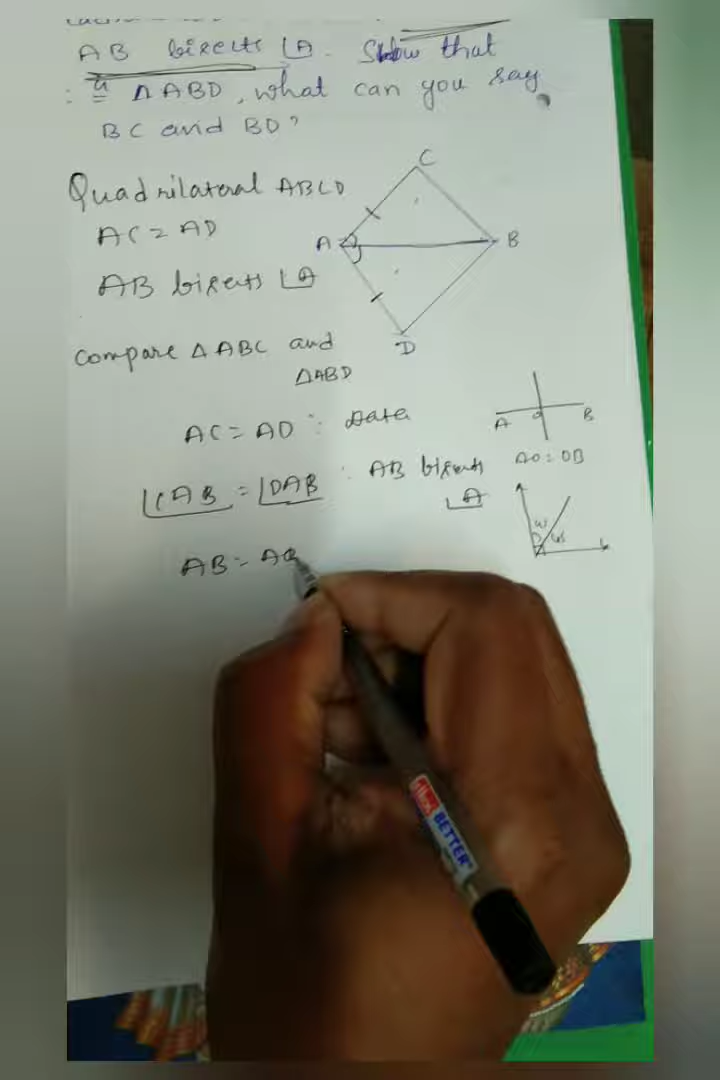 AB bisects ∠A. Show that
≅ ΔABD, what can you say
BC and BD?
Quadrilateral ABCD
AC = AD
AB bisects ∠A
Compare ΔABC and
ΔABD
AC = AD ∵ Data
∠CAB = ∠DAB ∵ AB bisects
∠A
AB = AB
C
A
B
D
A
O
B
AO = OB
BETTER